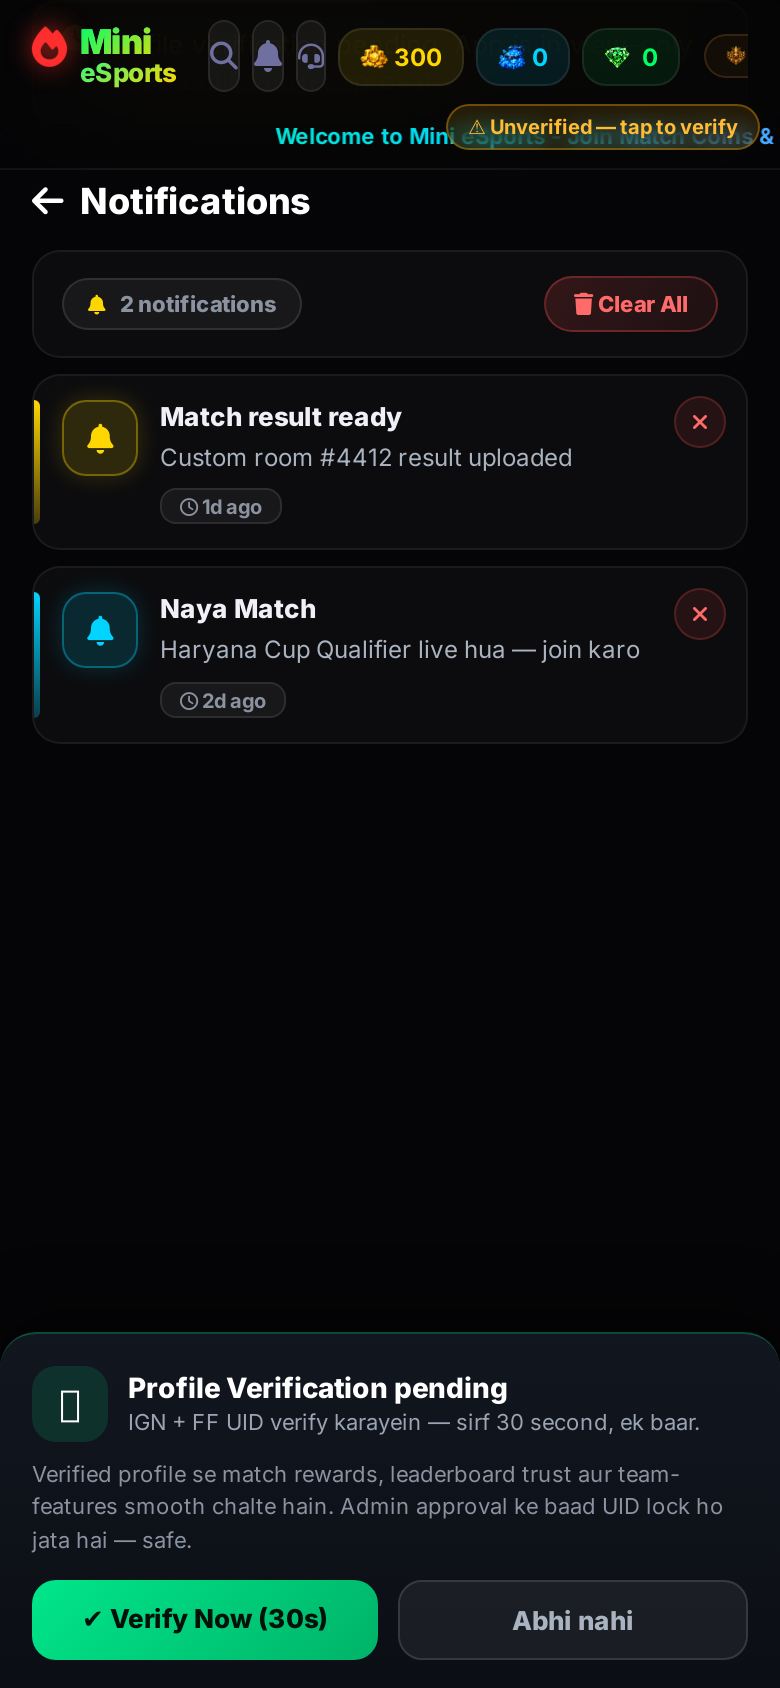 Mini
eSports
300
0
0
⚠ Unverified — tap to verify
Welcome to Mini eSports - Join Match Coins &
Notifications
2 notifications
Clear All
Match result ready
Custom room #4412 result uploaded
1d ago
Naya Match
Haryana Cup Qualifier live hua — join karo
2d ago
Profile Verification pending
IGN + FF UID verify karayein — sirf 30 second, ek baar.
Verified profile se match rewards, leaderboard trust aur team-
features smooth chalte hain. Admin approval ke baad UID lock ho
jata hai — safe.
✔ Verify Now (30s)
Abhi nahi